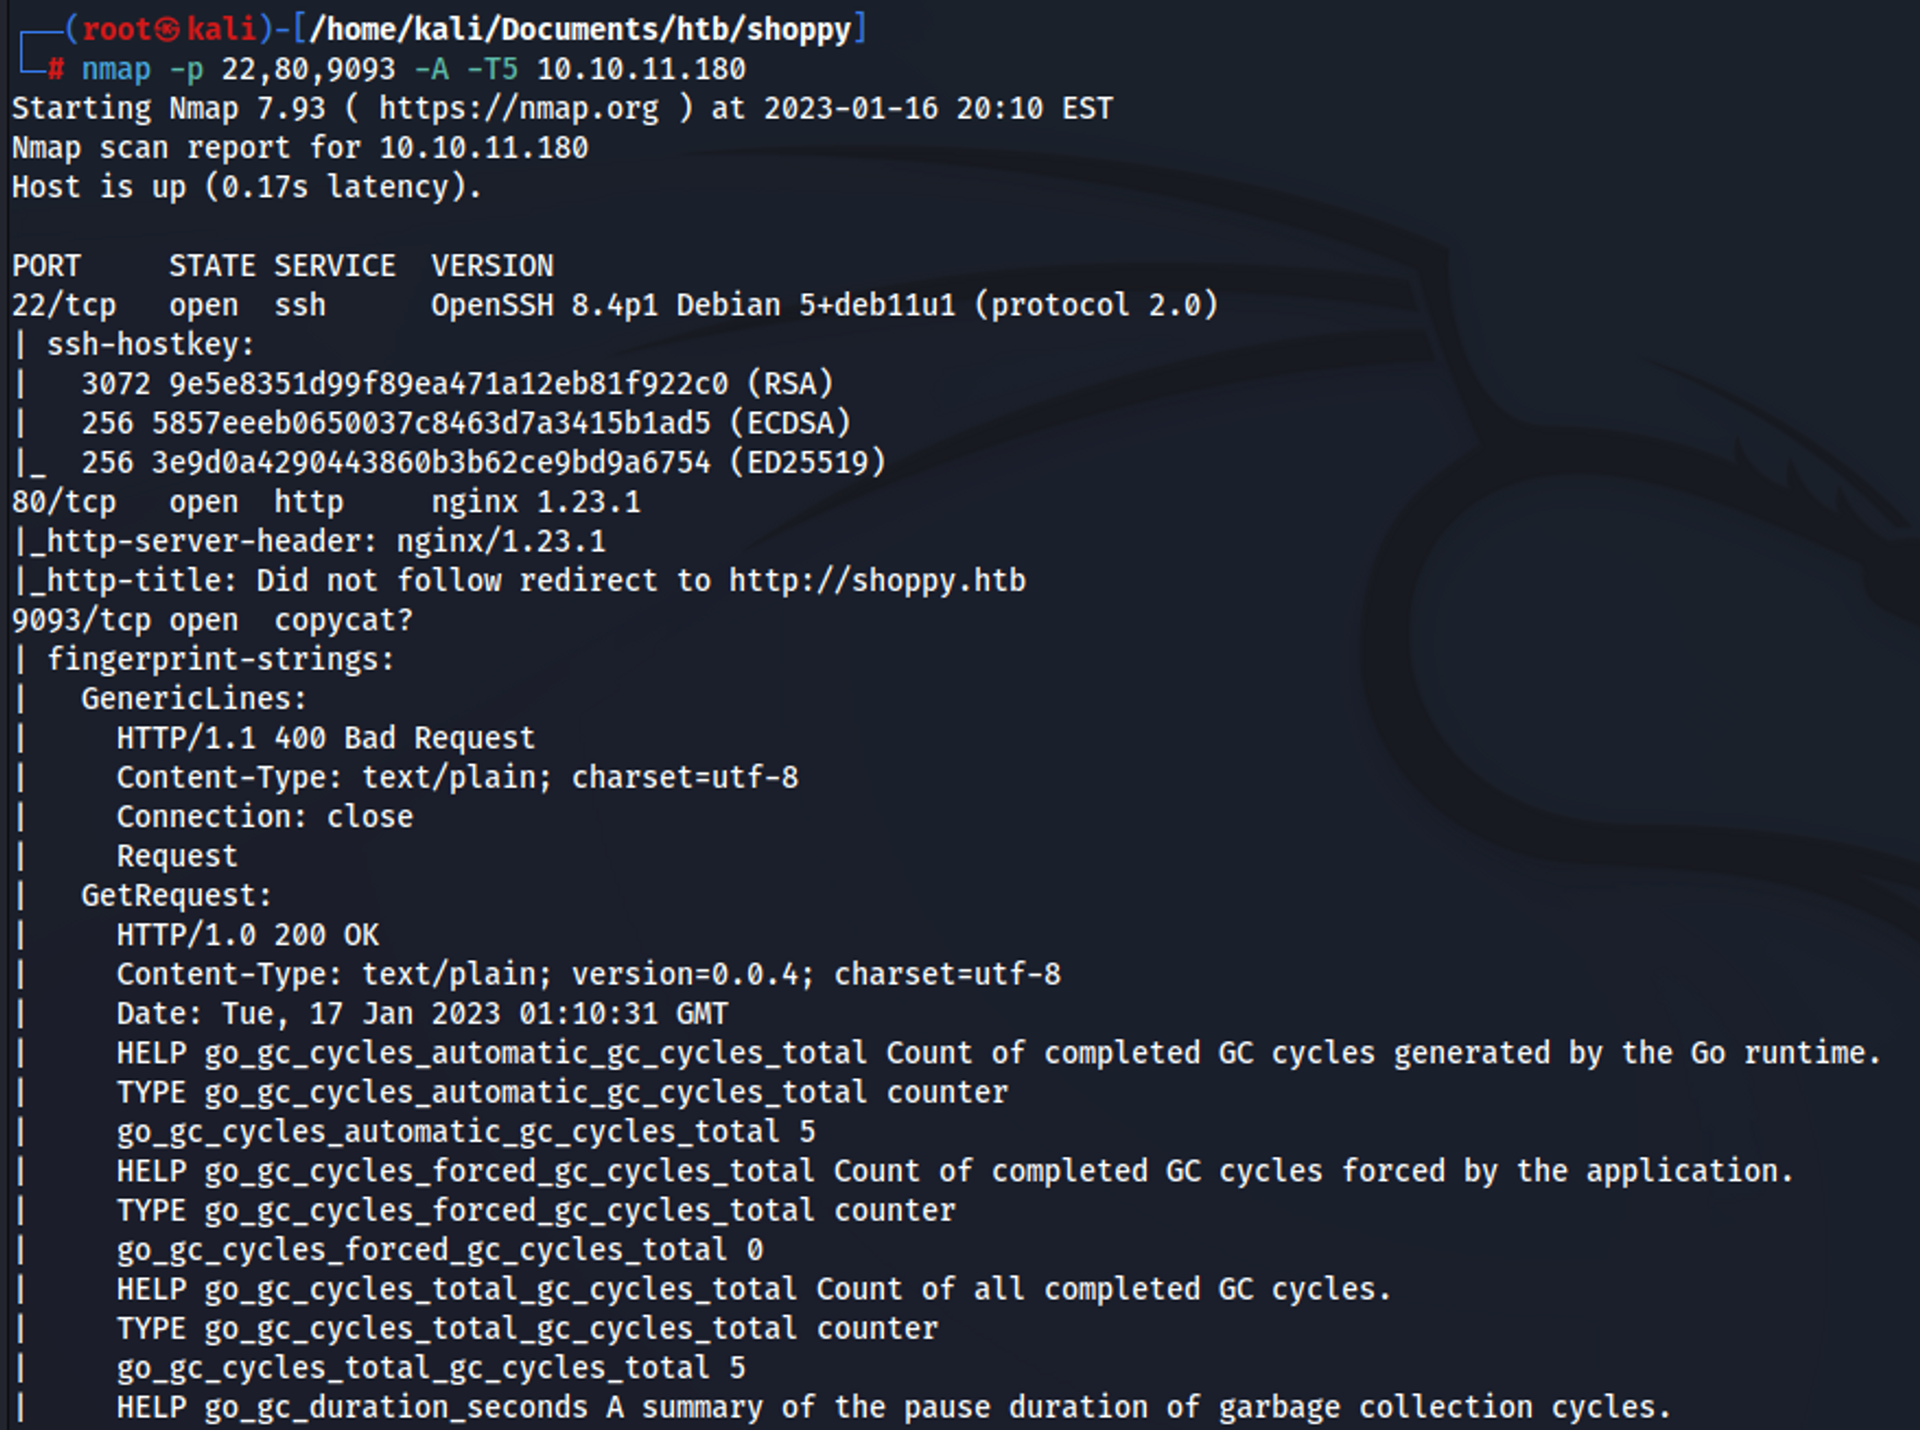 (root㉿kali)-[/home/kali/Documents/htb/shoppy]
# nmap -p 22,80,9093 -A -T5 10.10.11.180
Starting Nmap 7.93 ( https://nmap.org ) at 2023-01-16 20:10 EST
Nmap scan report for 10.10.11.180
Host is up (0.17s latency).

PORT     STATE SERVICE  VERSION
22/tcp   open  ssh      OpenSSH 8.4p1 Debian 5+deb11u1 (protocol 2.0)
| ssh-hostkey:
|   3072 9e5e8351d99f89ea471a12eb81f922c0 (RSA)
|   256 5857eeeb0650037c8463d7a3415b1ad5 (ECDSA)
|_  256 3e9d0a4290443860b3b62ce9bd9a6754 (ED25519)
80/tcp   open  http     nginx 1.23.1
|_http-server-header: nginx/1.23.1
|_http-title: Did not follow redirect to http://shoppy.htb
9093/tcp open  copycat?
| fingerprint-strings:
|   GenericLines:
|     HTTP/1.1 400 Bad Request
|     Content-Type: text/plain; charset=utf-8
|     Connection: close
|     Request
|   GetRequest:
|     HTTP/1.0 200 OK
|     Content-Type: text/plain; version=0.0.4; charset=utf-8
|     Date: Tue, 17 Jan 2023 01:10:31 GMT
|     HELP go_gc_cycles_automatic_gc_cycles_total Count of completed GC cycles generated by the Go runtime.
|     TYPE go_gc_cycles_automatic_gc_cycles_total counter
|     go_gc_cycles_automatic_gc_cycles_total 5
|     HELP go_gc_cycles_forced_gc_cycles_total Count of completed GC cycles forced by the application.
|     TYPE go_gc_cycles_forced_gc_cycles_total counter
|     go_gc_cycles_forced_gc_cycles_total 0
|     HELP go_gc_cycles_total_gc_cycles_total Count of all completed GC cycles.
|     TYPE go_gc_cycles_total_gc_cycles_total counter
|     go_gc_cycles_total_gc_cycles_total 5
|     HELP go_gc_duration_seconds A summary of the pause duration of garbage collection cycles.